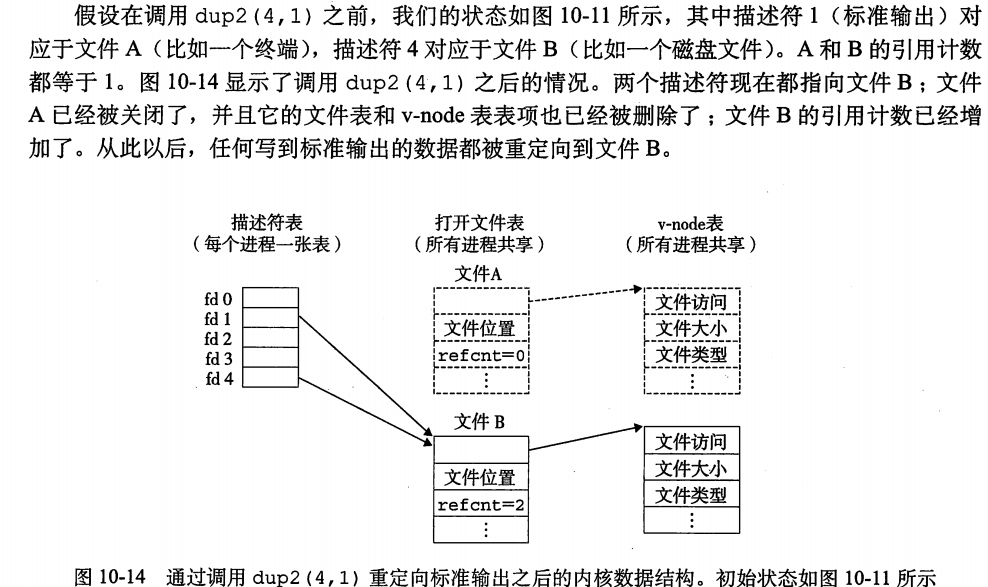 假设在调用 dup2(4,1) 之前，我们的状态如图 10-11 所示，其中描述符 1（标准输出）对
应于文件 A（比如一个终端），描述符 4 对应于文件 B（比如一个磁盘文件）。A 和 B 的引用计数
都等于 1。图 10-14 显示了调用 dup2(4,1) 之后的情况。两个描述符现在都指向文件 B；文件
A 已经被关闭了，并且它的文件表和 v-node 表表项也已经被删除了；文件 B 的引用计数已经增
加了。从此以后，任何写到标准输出的数据都被重定向到文件 B。
描述符表
（每个进程一张表）
打开文件表
（所有进程共享）
v-node表
（所有进程共享）
文件A
fd 0
fd 1
fd 2
fd 3
fd 4
文件位置
refcnt=0
⋮
文件访问
文件大小
文件类型
⋮
文件 B
文件位置
refcnt=2
⋮
文件访问
文件大小
文件类型
⋮
图 10-14 通过调用 dup2(4,1) 重定向标准输出之后的内核数据结构。初始状态如图 10-11 所示